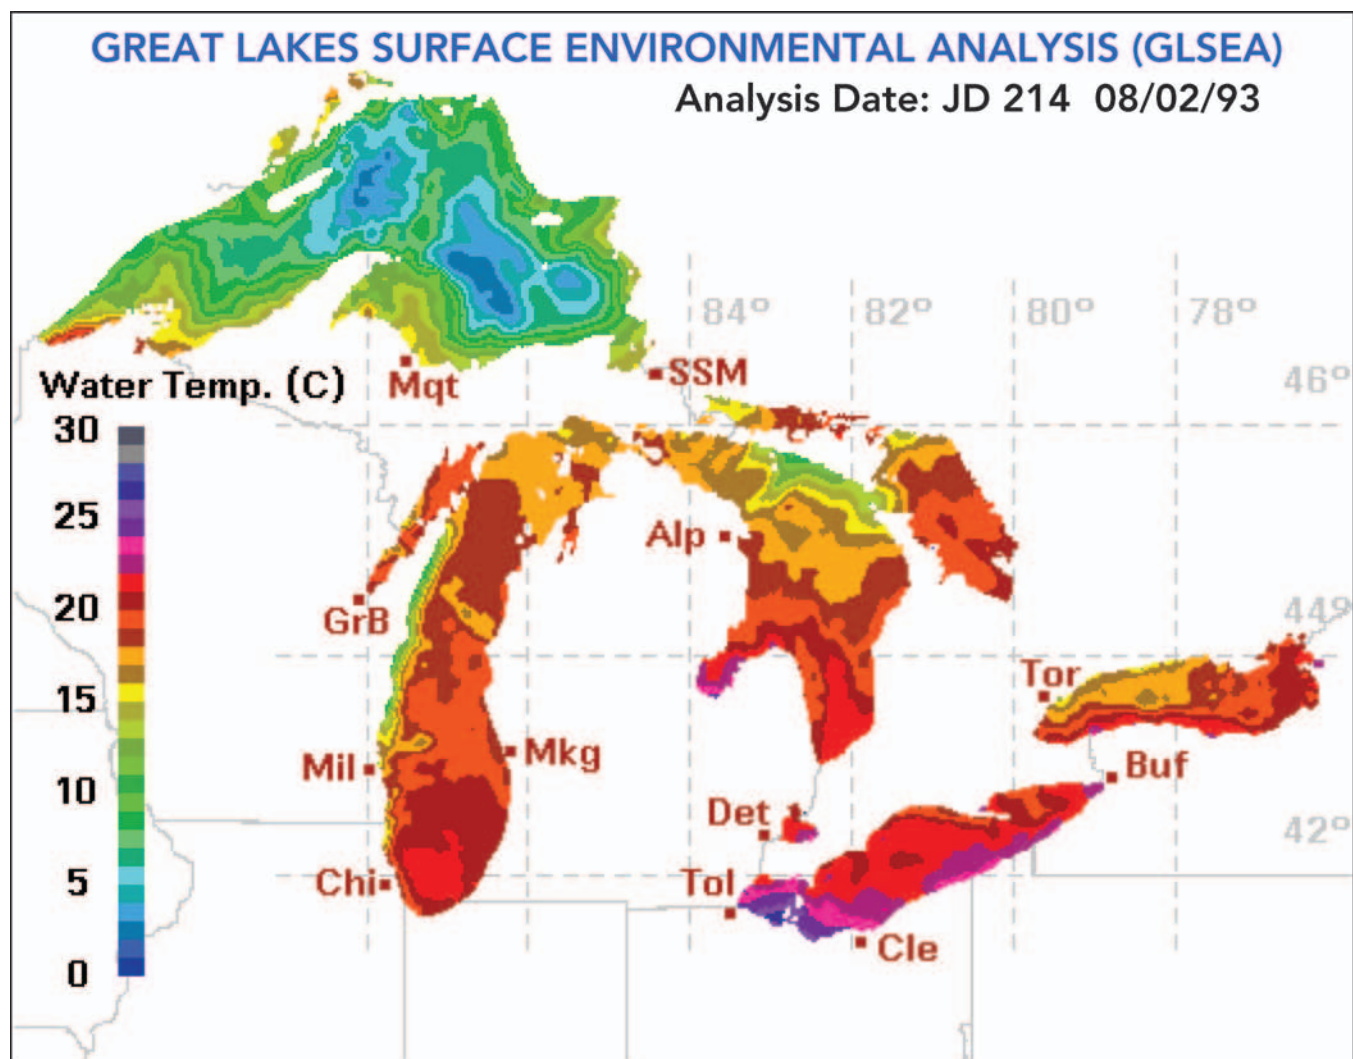 GREAT LAKES SURFACE ENVIRONMENTAL ANALYSIS (GLSEA)
Analysis Date: JD 214 08/02/93
84° 82° 80° 78°
SSM
46°
Water Temp. (C)
Mqt
30
25
Alp
20
GrB
44°
15
Tor
Mil
Mkg
Buf
10
Det
42°
5
Chi
Tol
Cle
0